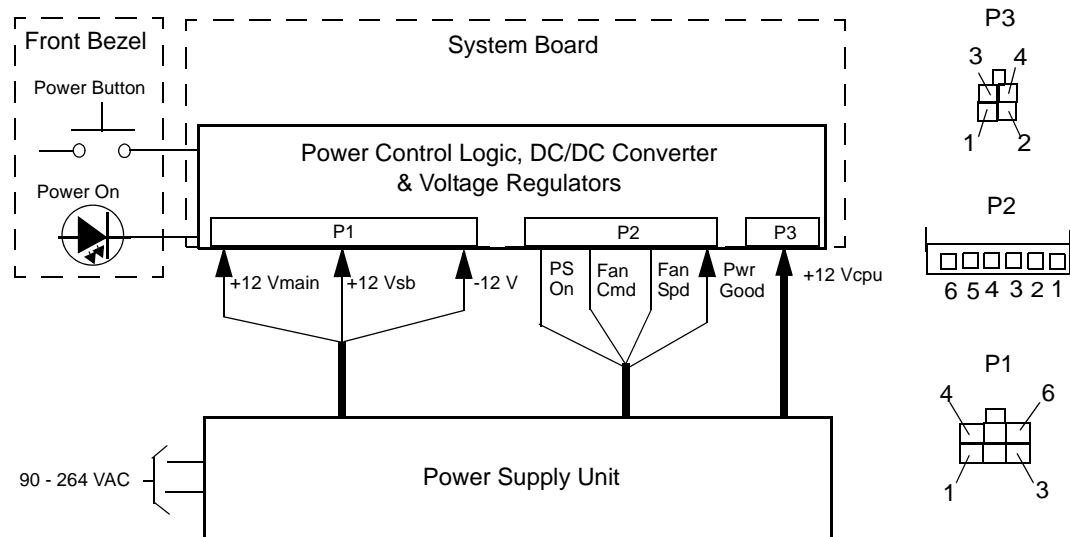 Front Bezel
Power Button
Power On
System Board
Power Control Logic, DC/DC Converter
& Voltage Regulators
P1
P2
P3
+12 Vmain
+12 Vsb
-12 V
PS
On
Fan
Cmd
Fan
Spd
Pwr
Good
+12 Vcpu
90 - 264 VAC
Power Supply Unit
P3
3 4
1 2
P2
6 5 4 3 2 1
P1
4 6
1 3